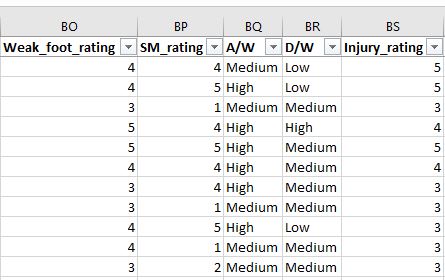 BO BP BQ BR BS
Weak_foot_rating SM_rating A/W D/W Injury_rating
4 4 Medium Low 5
4 5 High Low 5
3 1 Medium Medium 3
5 4 High High 4
5 5 High Medium 5
4 4 High Medium 4
3 4 High Medium 3
3 1 Medium Medium 3
4 5 High Low 3
4 1 Medium Medium 3
3 2 Medium Medium 3